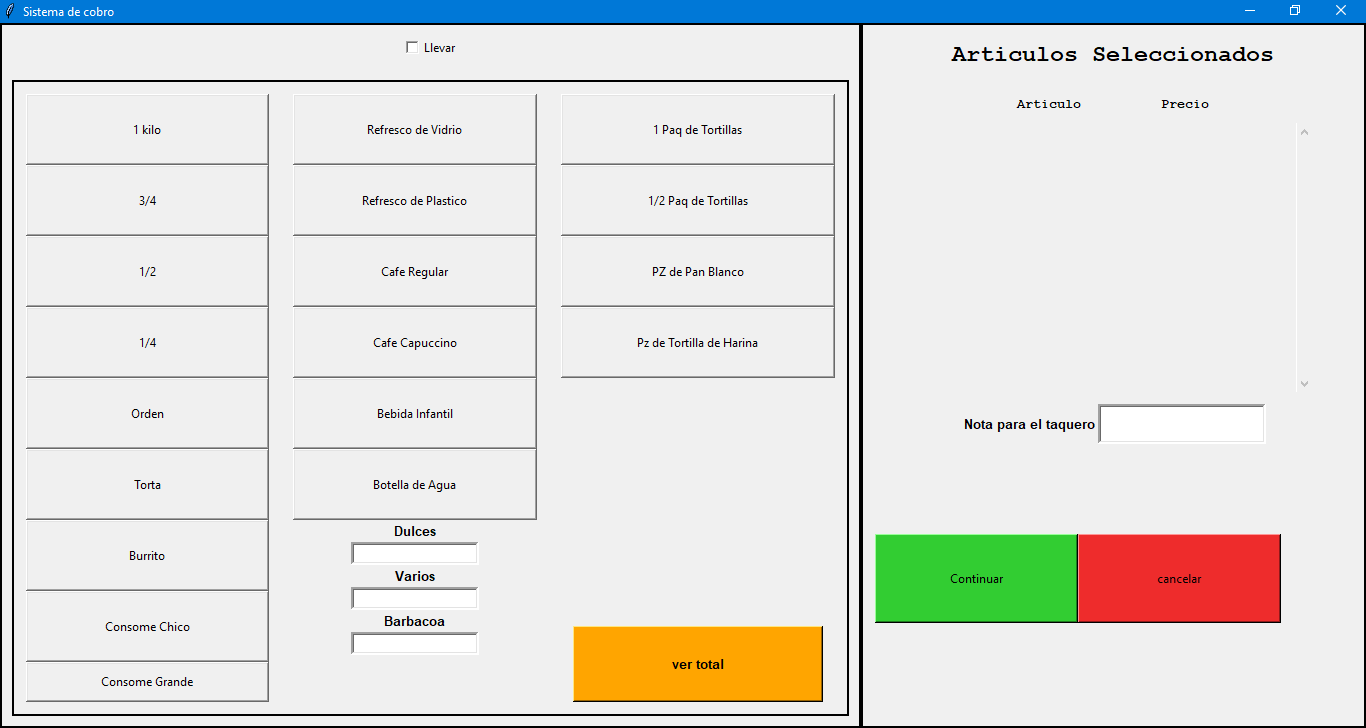 Sistema de cobro
Llevar
1 kilo
3/4
1/2
1/4
Orden
Torta
Burrito
Consome Chico
Consome Grande
Refresco de Vidrio
Refresco de Plastico
Cafe Regular
Cafe Capuccino
Bebida Infantil
Botella de Agua
Dulces
Varios
Barbacoa
1 Paq de Tortillas
1/2 Paq de Tortillas
PZ de Pan Blanco
Pz de Tortilla de Harina
ver total
Articulos Seleccionados
Articulo Precio
Nota para el taquero
Continuar
cancelar